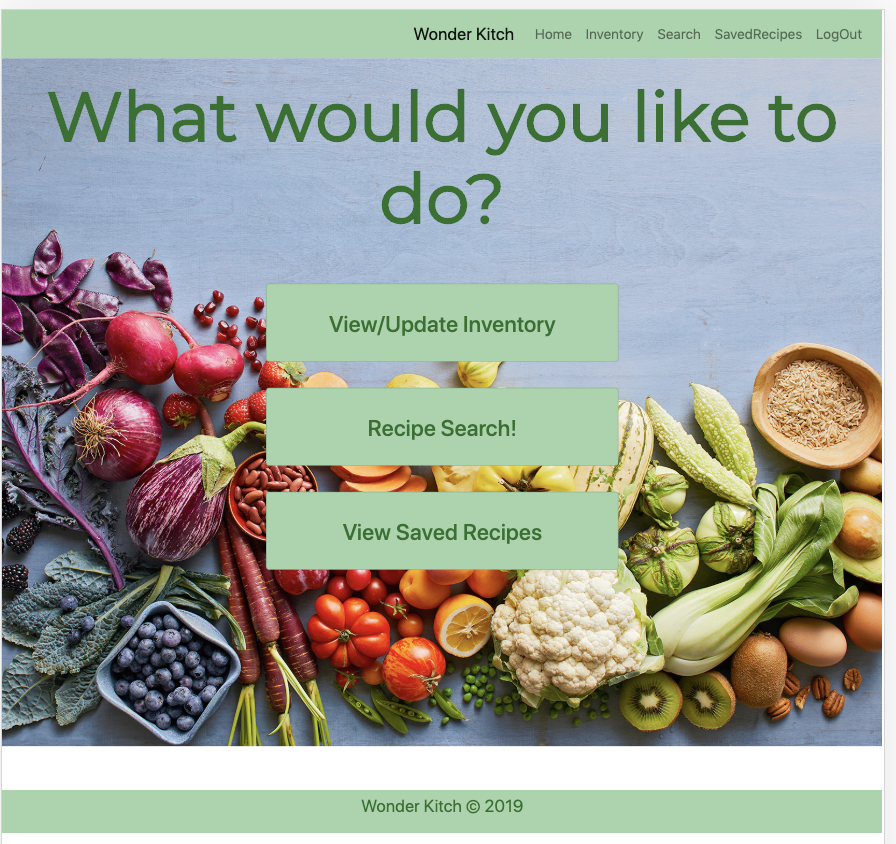 Wonder Kitch Home Inventory Search SavedRecipes LogOut
What would you like to
do?
View/Update Inventory
Recipe Search!
View Saved Recipes
Wonder Kitch © 2019